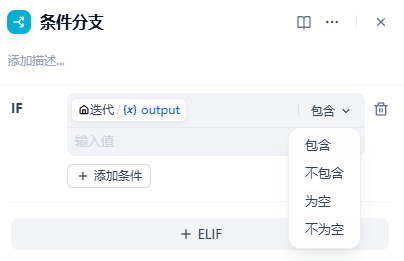 条件分支
添加描述...
IF
迭代 / {x} output
包含
输入值
包含
不包含
为空
不为空
+ 添加条件
+ ELIF